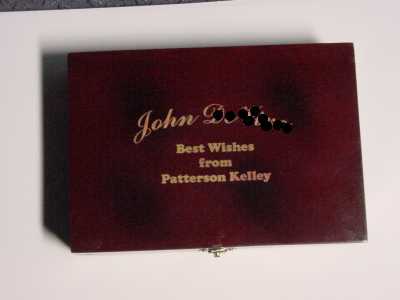 John
Best Wishes
from
Patterson Kelley